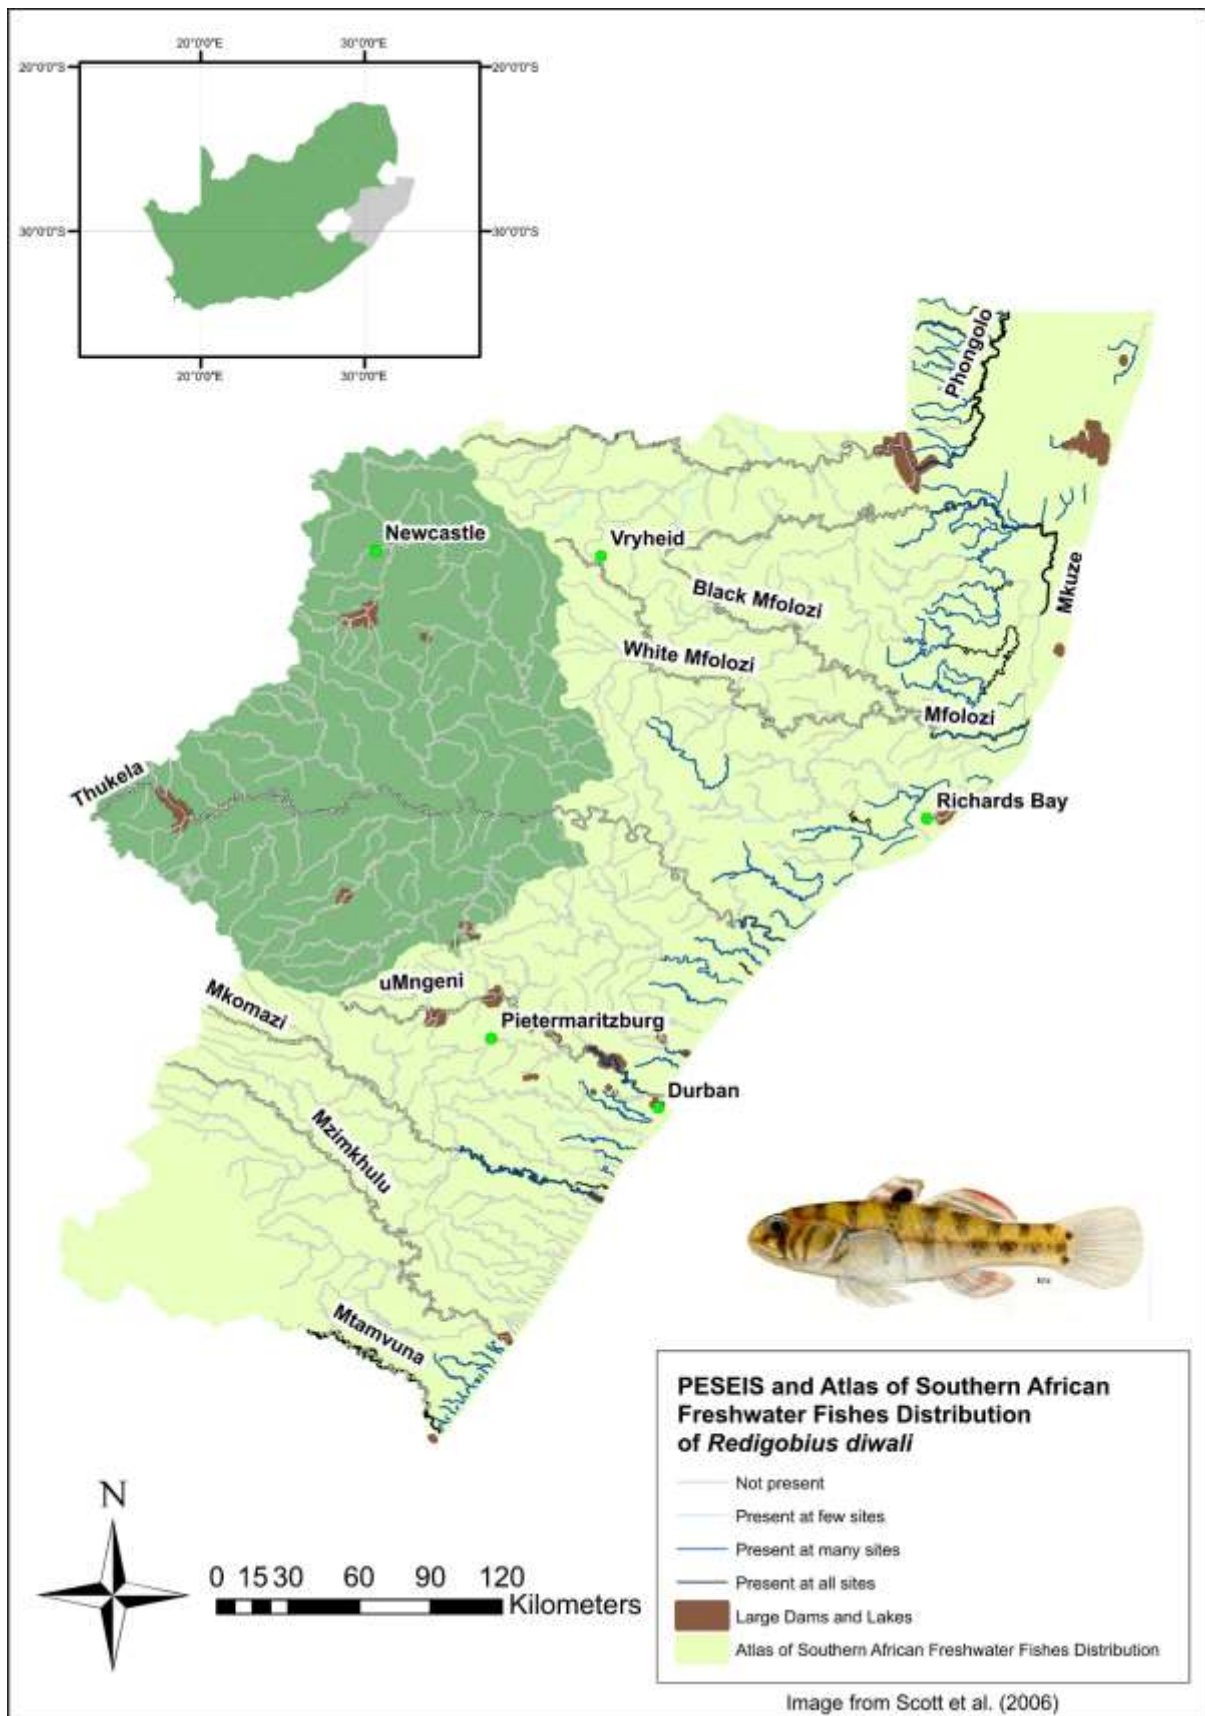 20°0'0"E 30°0'0"E
20°0'0"S 20°0'0"S
30°0'0"S 30°0'0"S
20°0'0"E 30°0'0"E
Phongolo
Newcastle
Vryheid
Black Mfolozi
Mkuze
White Mfolozi
Mfolozi
Thukela
Richards Bay
uMngeni
Mkomazi
Pietermaritzburg
Durban
Mzimkhulu
Mtamvuna
PESEIS and Atlas of Southern African
Freshwater Fishes Distribution
of Redigobius diwali
Not present
Present at few sites
Present at many sites
Present at all sites
Large Dams and Lakes
Atlas of Southern African Freshwater Fishes Distribution
N
0 15 30 60 90 120
Kilometers
Image from Scott et al. (2006)